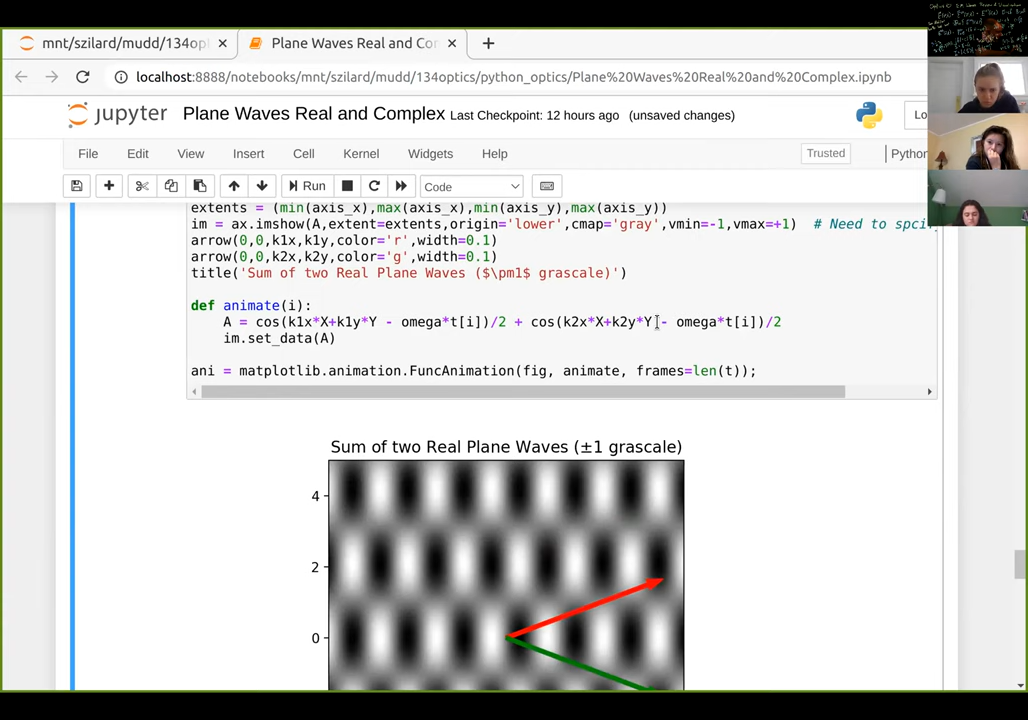 mnt/szilard/mudd/134op × Plane Waves Real and Cor × +
localhost:8888/notebooks/mnt/szilard/mudd/134optics/python_optics/Plane%20Waves%20Real%20and%20Complex.ipynb
jupyter Plane Waves Real and Complex Last Checkpoint: 12 hours ago (unsaved changes) Lo
File Edit View Insert Cell Kernel Widgets Help Trusted Python
Run Code
extents = (min(axis_x),max(axis_x),min(axis_y),max(axis_y))
im = ax.imshow(A,extent=extents,origin='lower',cmap='gray',vmin=-1,vmax=+1) # Need to spci
arrow(0,0,k1x,k1y,color='r',width=0.1)
arrow(0,0,k2x,k2y,color='g',width=0.1)
title('Sum of two Real Plane Waves ($\pm1$ grascale)')
def animate(i):
A = cos(k1x*X+k1y*Y - omega*t[i])/2 + cos(k2x*X+k2y*Y - omega*t[i])/2
im.set_data(A)
ani = matplotlib.animation.FuncAnimation(fig, animate, frames=len(t));
Sum of two Real Plane Waves (±1 grascale)
4
2
0